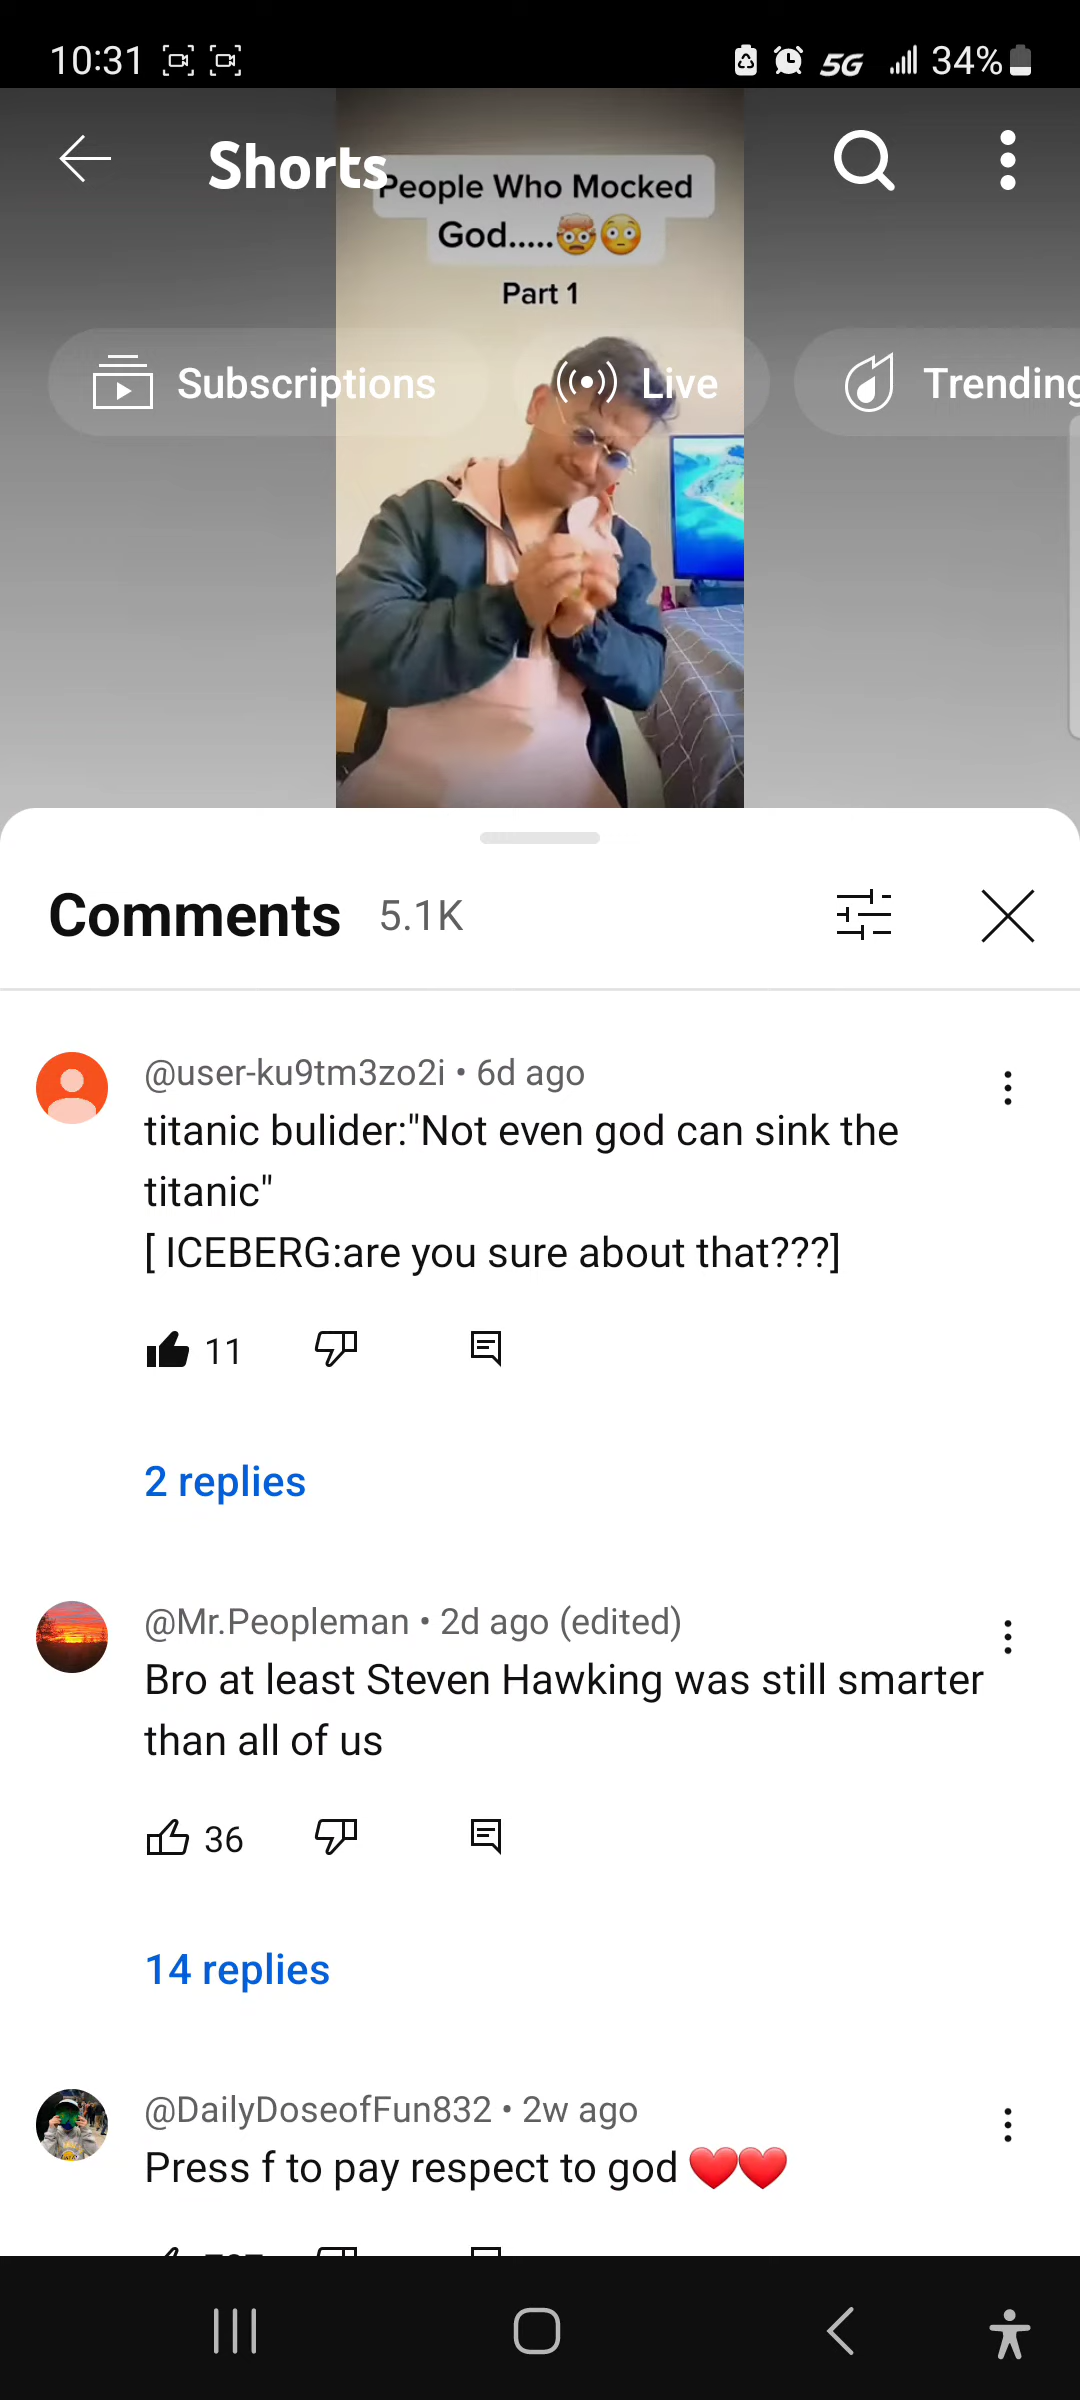 10:31
5G
34%
Shorts
People Who Mocked
God.....🤯😳
Part 1
Subscriptions
Live
Trending
Comments 5.1K
@user-ku9tm3zo2i • 6d ago
titanic bulider:"Not even god can sink the
titanic"
[ ICEBERG:are you sure about that???]
11
2 replies
@Mr.Peopleman • 2d ago (edited)
Bro at least Steven Hawking was still smarter
than all of us
36
14 replies
@DailyDoseofFun832 • 2w ago
Press f to pay respect to god ❤️❤️